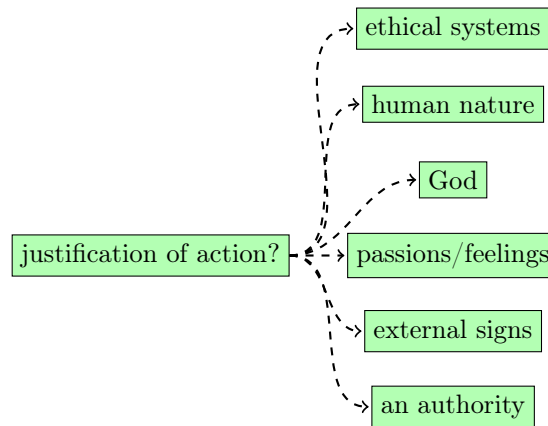 ethical systems
human nature
God
justification of action?
passions/feelings
external signs
an authority